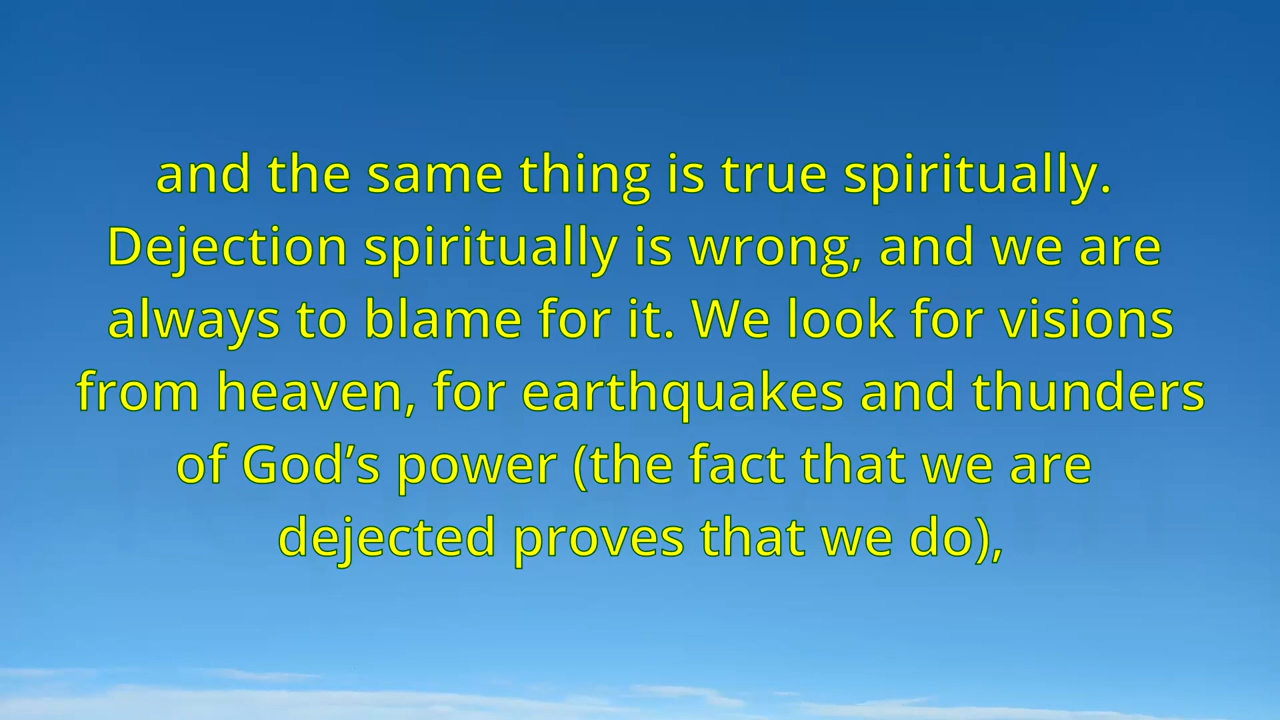 and the same thing is true spiritually.
Dejection spiritually is wrong, and we are
always to blame for it. We look for visions
from heaven, for earthquakes and thunders
of God’s power (the fact that we are
dejected proves that we do),